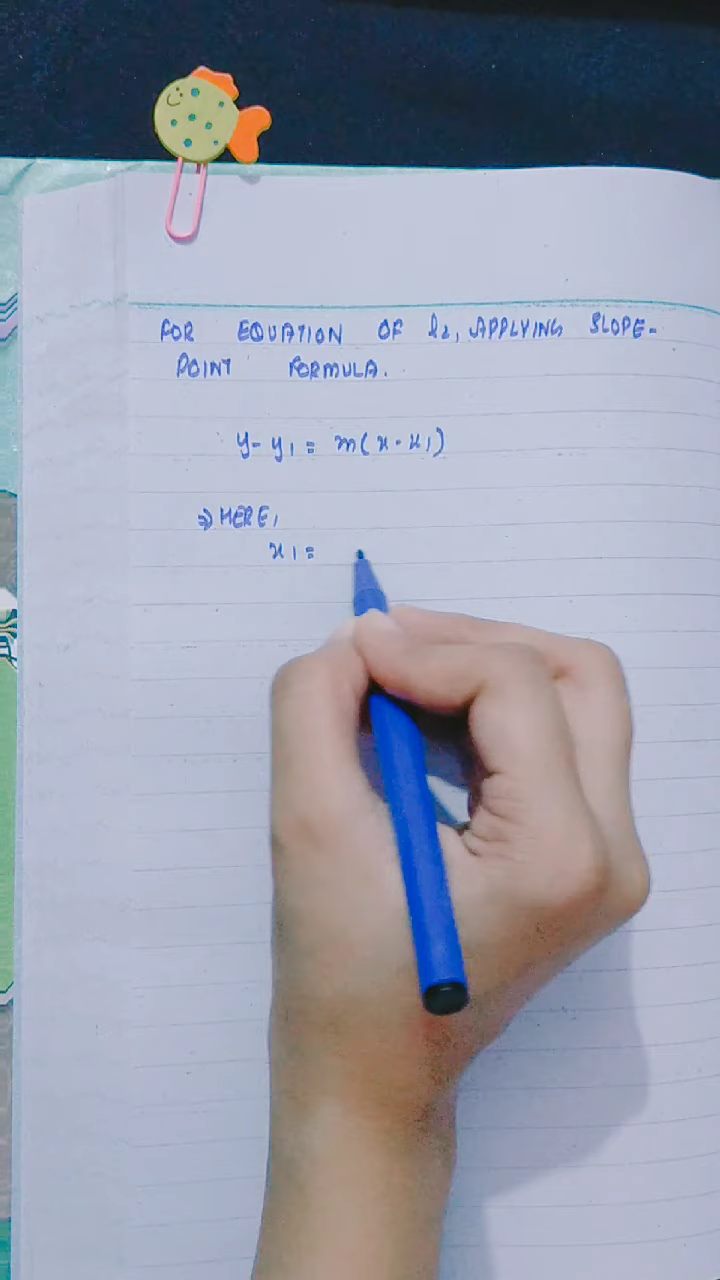 FOR EQUATION OF l2, APPLYING SLOPE-
POINT FORMULA.
y - y1 = m(x - x1)
⇒ HERE,
x1 =